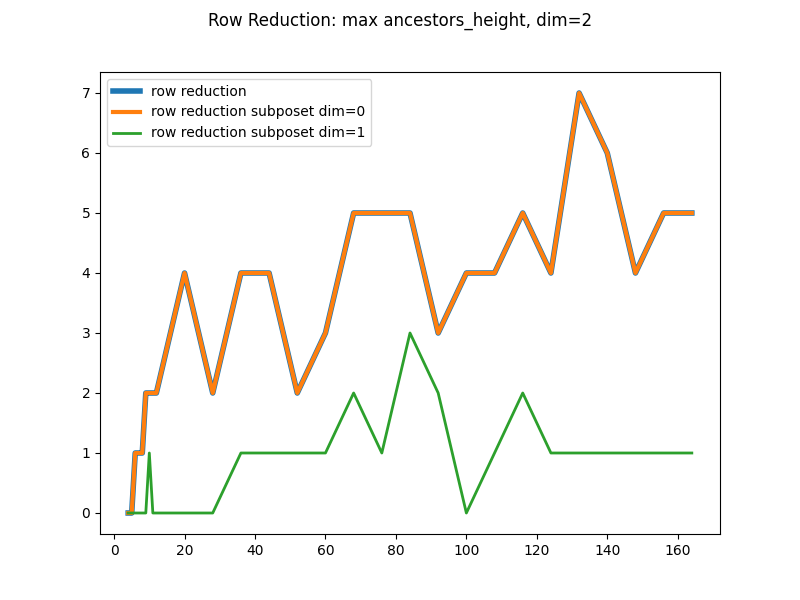 Row Reduction: max ancestors_height, dim=2
row reduction
row reduction subposet dim=0
row reduction subposet dim=1
7
6
5
4
3
2
1
0
0 20 40 60 80 100 120 140 160